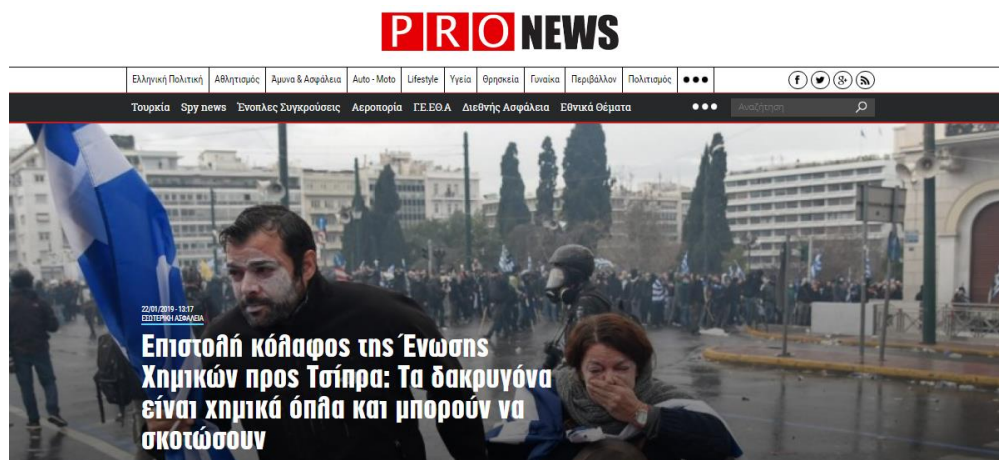 PRO NEWS
Ελληνική Πολιτική Αθλητισμός Άμυνα & Ασφάλεια Auto - Moto Lifestyle Υγεία Θρησκεία Γυναίκα Περιβάλλον Πολιτισμός
Τουρκία Spy news Ένοπλες Συγκρούσεις Αεροπορία Γ.Ε.ΕΘ.Α Διεθνής Ασφάλεια Εθνικά Θέματα Αναζήτηση
22/01/2019 - 13:17
ΕΣΩΤΕΡΙΚΗ ΑΣΦΑΛΕΙΑ
Επιστολή κόλαφος της Ένωσης
Χημικών προς Τσίπρα: Τα δακρυγόνα
είναι χημικά όπλα και μπορούν να
σκοτώσουν